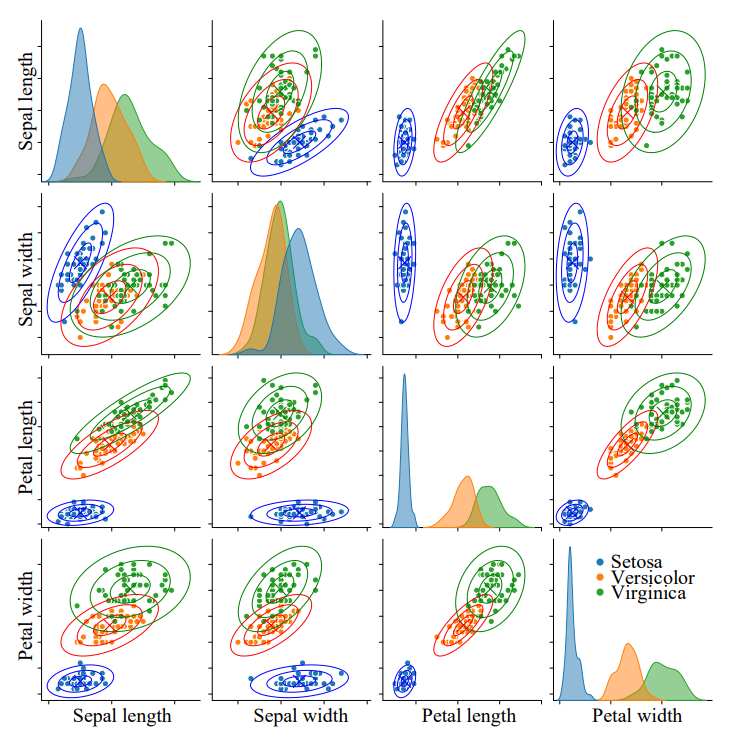 Sepal length
Sepal width
Petal length
Petal width
Setosa
Versicolor
Virginica
Sepal length
Sepal width
Petal length
Petal width